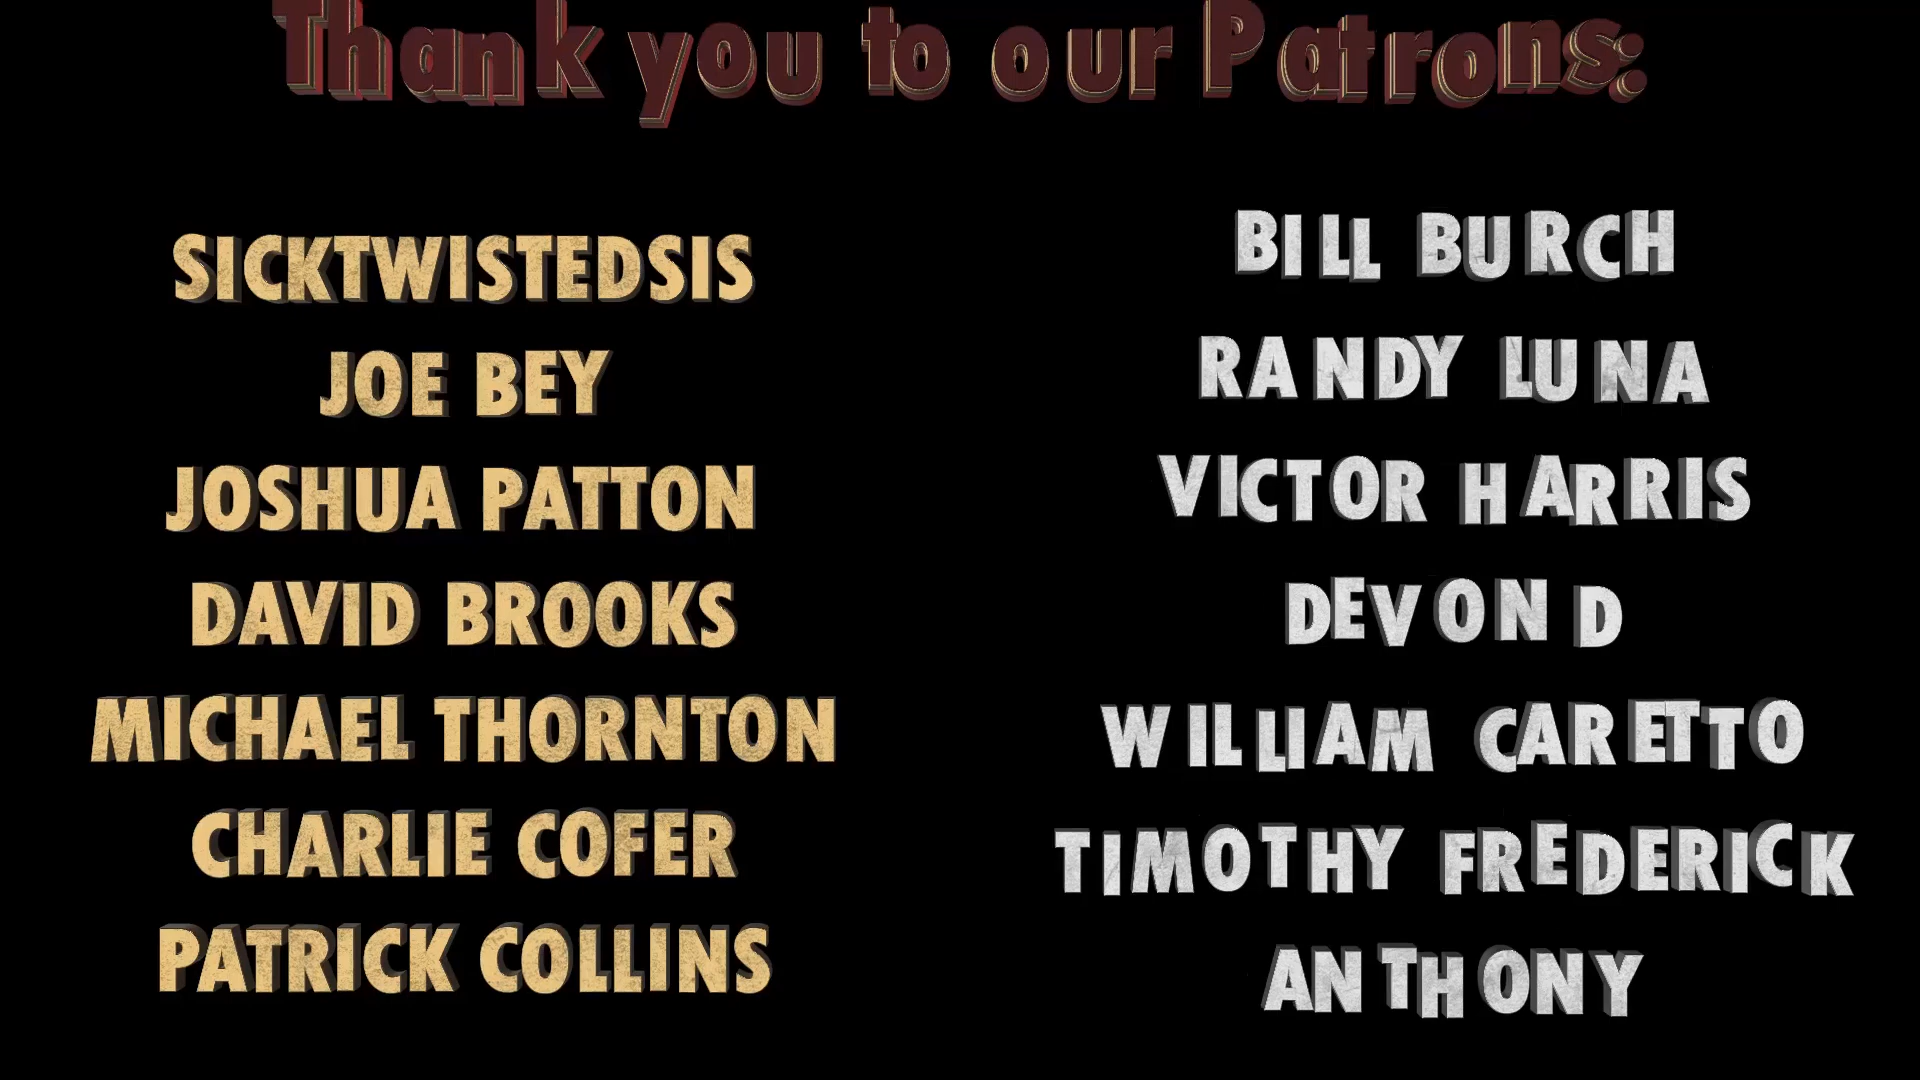 Thank you to our Patrons:
SICKTWISTEDSIS
JOE BEY
JOSHUA PATTON
DAVID BROOKS
MICHAEL THORNTON
CHARLIE COFER
PATRICK COLLINS
BILL BURCH
RANDY LUNA
VICTOR HARRIS
DEVON D
WILLIAM CARETTO
TIMOTHY FREDERICK
ANTHONY